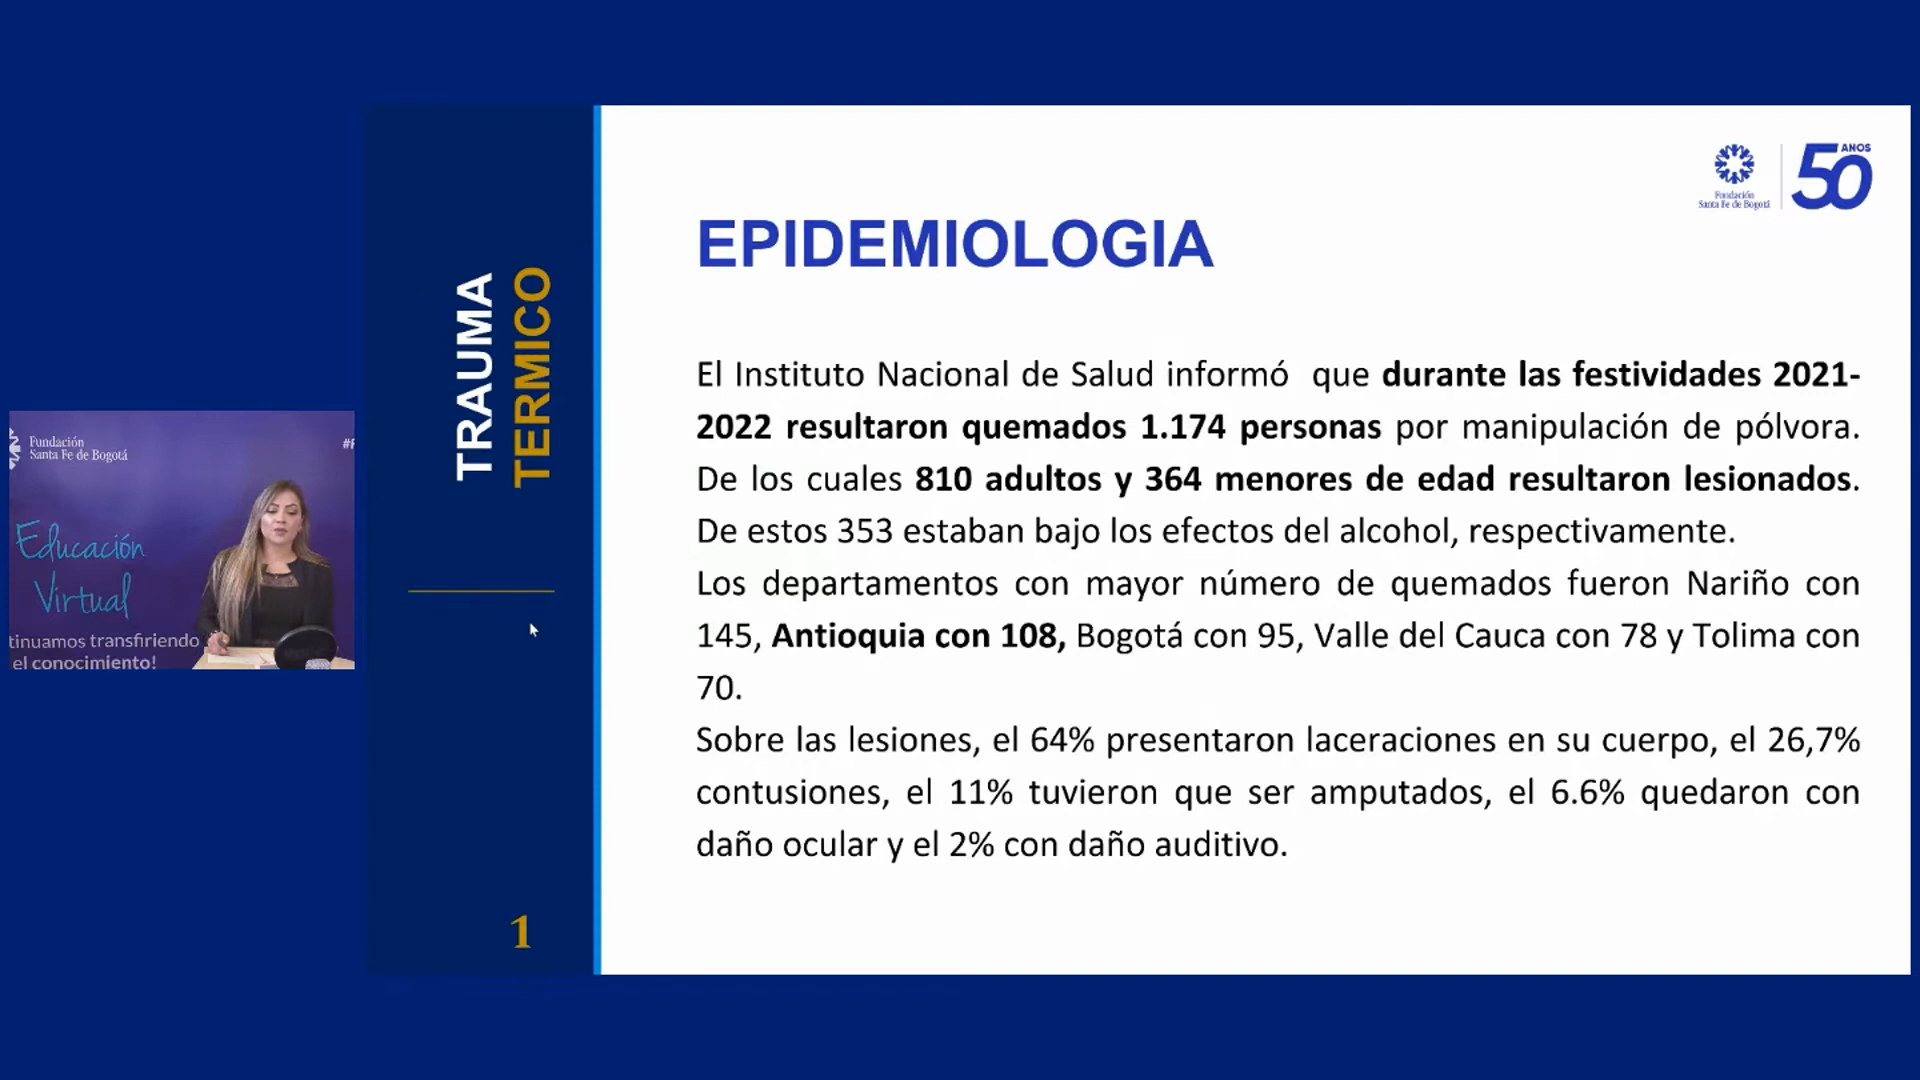 Fundación
Santa Fe de Bogotá
50
AÑOS
TRAUMA
TERMICO
1
EPIDEMIOLOGIA
El Instituto Nacional de Salud informó que durante las festividades 2021-
2022 resultaron quemados 1.174 personas por manipulación de pólvora.
De los cuales 810 adultos y 364 menores de edad resultaron lesionados.
De estos 353 estaban bajo los efectos del alcohol, respectivamente.
Los departamentos con mayor número de quemados fueron Nariño con
145, Antioquia con 108, Bogotá con 95, Valle del Cauca con 78 y Tolima con
70.
Sobre las lesiones, el 64% presentaron laceraciones en su cuerpo, el 26,7%
contusiones, el 11% tuvieron que ser amputados, el 6.6% quedaron con
daño ocular y el 2% con daño auditivo.
Fundación
Santa Fe de Bogotá
#F
Educación
Virtual
tinuamos transfiriendo
el conocimiento!